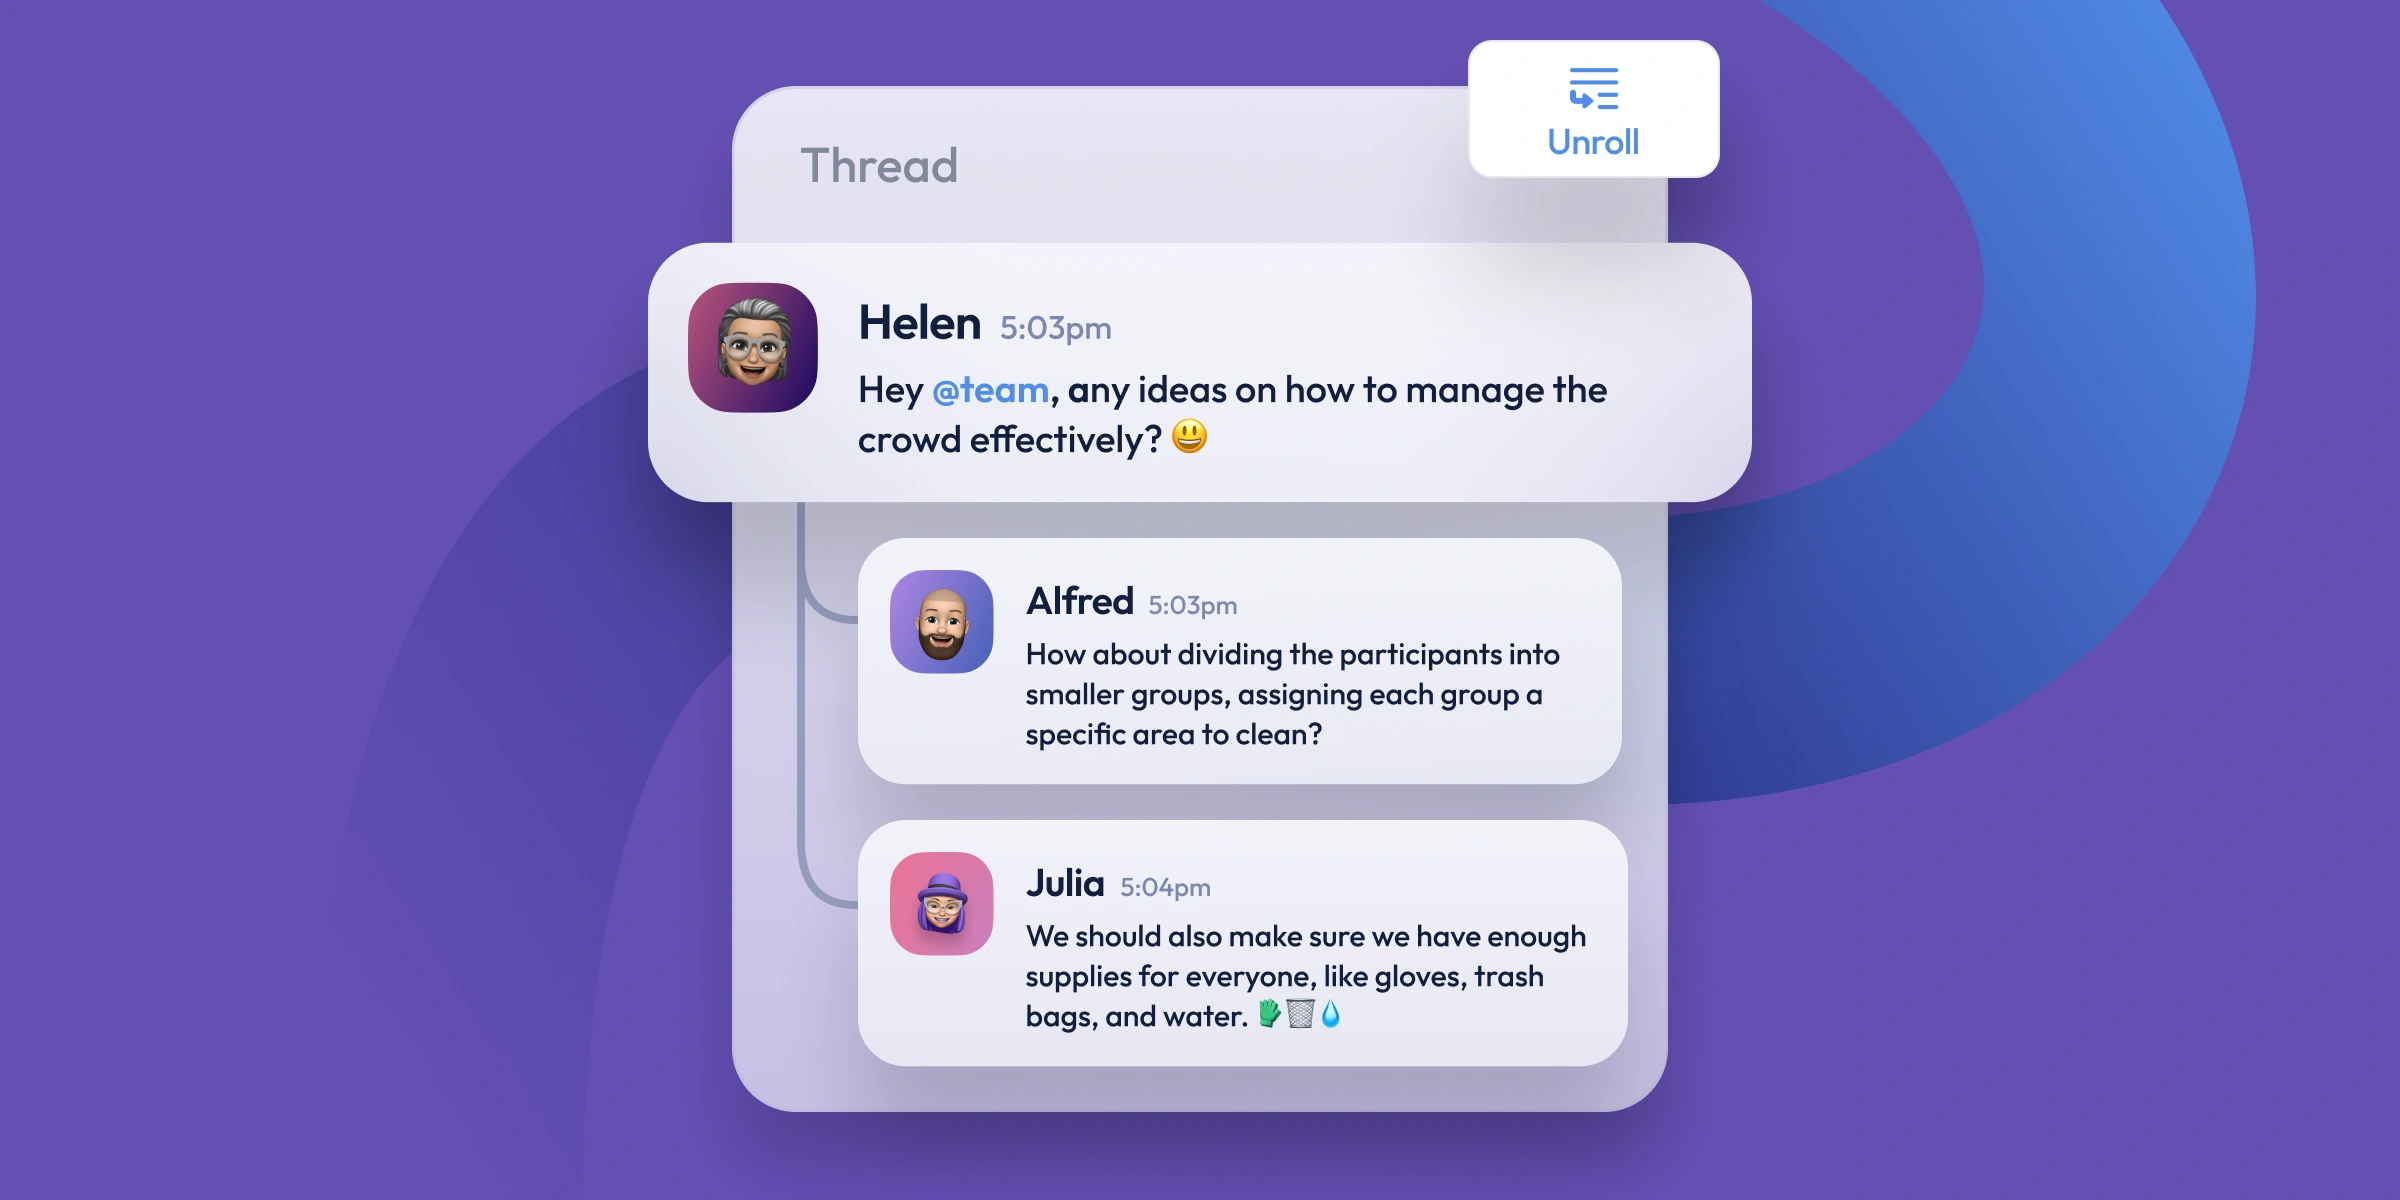 Unroll
Thread
Helen 5:03pm
Hey @team, any ideas on how to manage the
crowd effectively? 😃
Alfred 5:03pm
How about dividing the participants into
smaller groups, assigning each group a
specific area to clean?
Julia 5:04pm
We should also make sure we have enough
supplies for everyone, like gloves, trash
bags, and water. 🧤🗑️💧